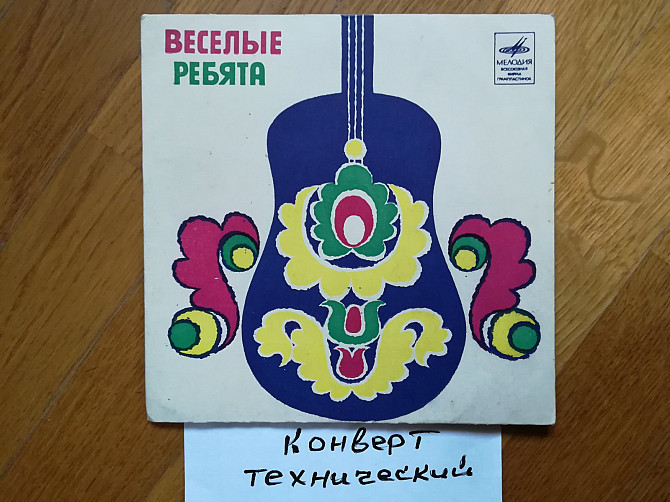 ВЕСЕЛЫЕ
РЕБЯТА
МЕЛОДИЯ
ВСЕСОЮЗНАЯ
ФИРМА
ГРАМПЛАСТИНОК
Конверт
технический